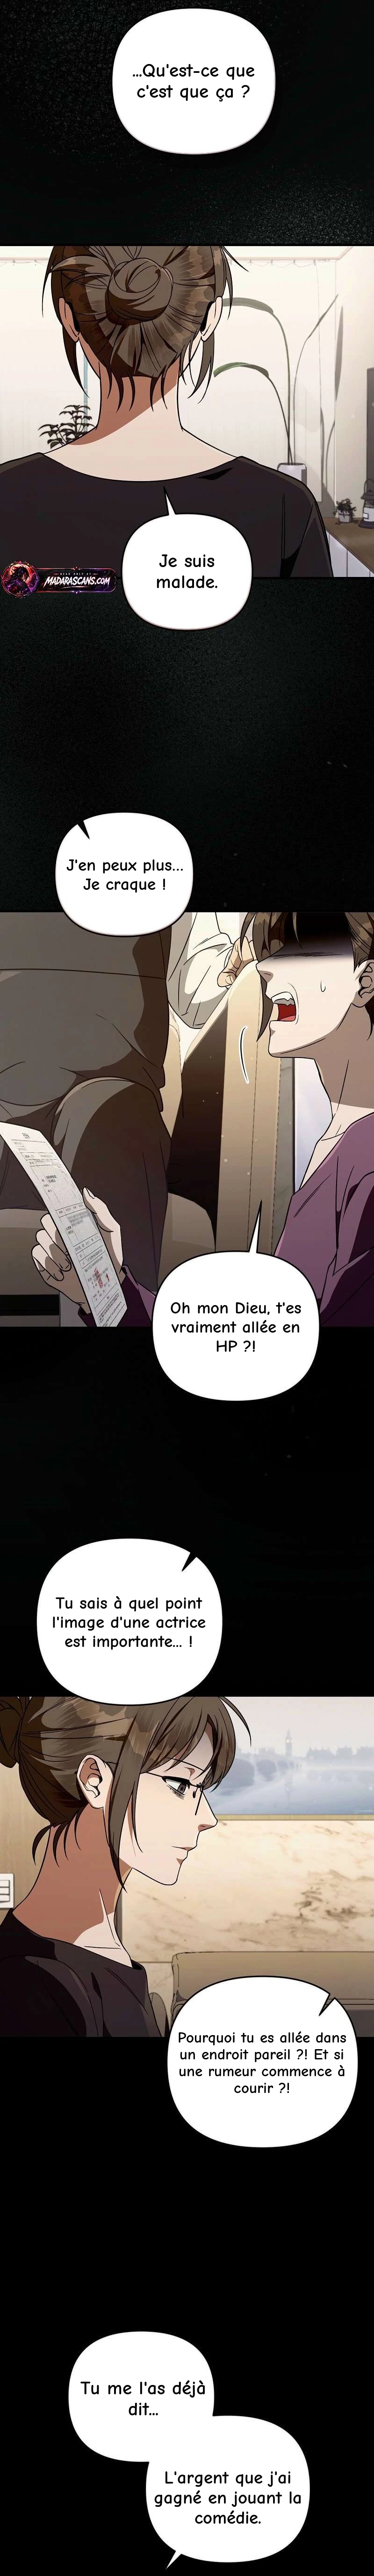 ...Qu'est-ce que
c'est que ça ?
Je suis
malade.
MADARASCANS.COM
J'en peux plus...
Je craque !
Oh mon Dieu, t'es
vraiment allée en
HP ?!
Tu sais à quel point
l'image d'une actrice
est importante... !
Pourquoi tu es allée dans
un endroit pareil ?! Et si
une rumeur commence à
courir ?!
Tu me l'as déjà
dit...
L'argent que j'ai
gagné en jouant la
comédie.